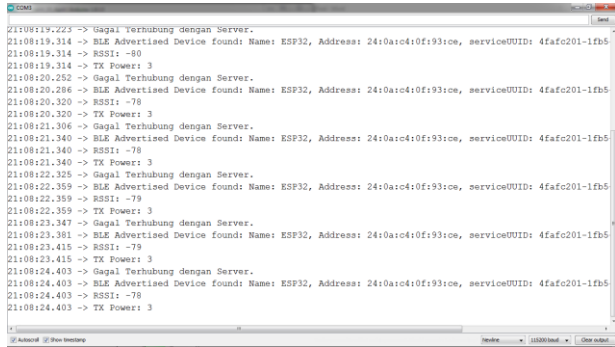 COM3
Send
21:08:19.223 -> Gagal Terhubung dengan Server.
21:08:19.314 -> BLE Advertised Device found: Name: ESP32, Address: 24:0a:c4:0f:93:ce, serviceUUID: 4fafc201-1fb5-
21:08:19.314 -> RSSI: -80
21:08:19.314 -> TX Power: 3
21:08:20.252 -> Gagal Terhubung dengan Server.
21:08:20.286 -> BLE Advertised Device found: Name: ESP32, Address: 24:0a:c4:0f:93:ce, serviceUUID: 4fafc201-1fb5-
21:08:20.320 -> RSSI: -78
21:08:20.320 -> TX Power: 3
21:08:21.306 -> Gagal Terhubung dengan Server.
21:08:21.340 -> BLE Advertised Device found: Name: ESP32, Address: 24:0a:c4:0f:93:ce, serviceUUID: 4fafc201-1fb5-
21:08:21.340 -> RSSI: -78
21:08:21.340 -> TX Power: 3
21:08:22.325 -> Gagal Terhubung dengan Server.
21:08:22.359 -> BLE Advertised Device found: Name: ESP32, Address: 24:0a:c4:0f:93:ce, serviceUUID: 4fafc201-1fb5-
21:08:22.359 -> RSSI: -79
21:08:22.359 -> TX Power: 3
21:08:23.347 -> Gagal Terhubung dengan Server.
21:08:23.381 -> BLE Advertised Device found: Name: ESP32, Address: 24:0a:c4:0f:93:ce, serviceUUID: 4fafc201-1fb5-
21:08:23.415 -> RSSI: -79
21:08:23.415 -> TX Power: 3
21:08:24.403 -> Gagal Terhubung dengan Server.
21:08:24.403 -> BLE Advertised Device found: Name: ESP32, Address: 24:0a:c4:0f:93:ce, serviceUUID: 4fafc201-1fb5-
21:08:24.403 -> RSSI: -78
21:08:24.403 -> TX Power: 3
Autoscroll Show timestamp Newline 115200 baud Clear output